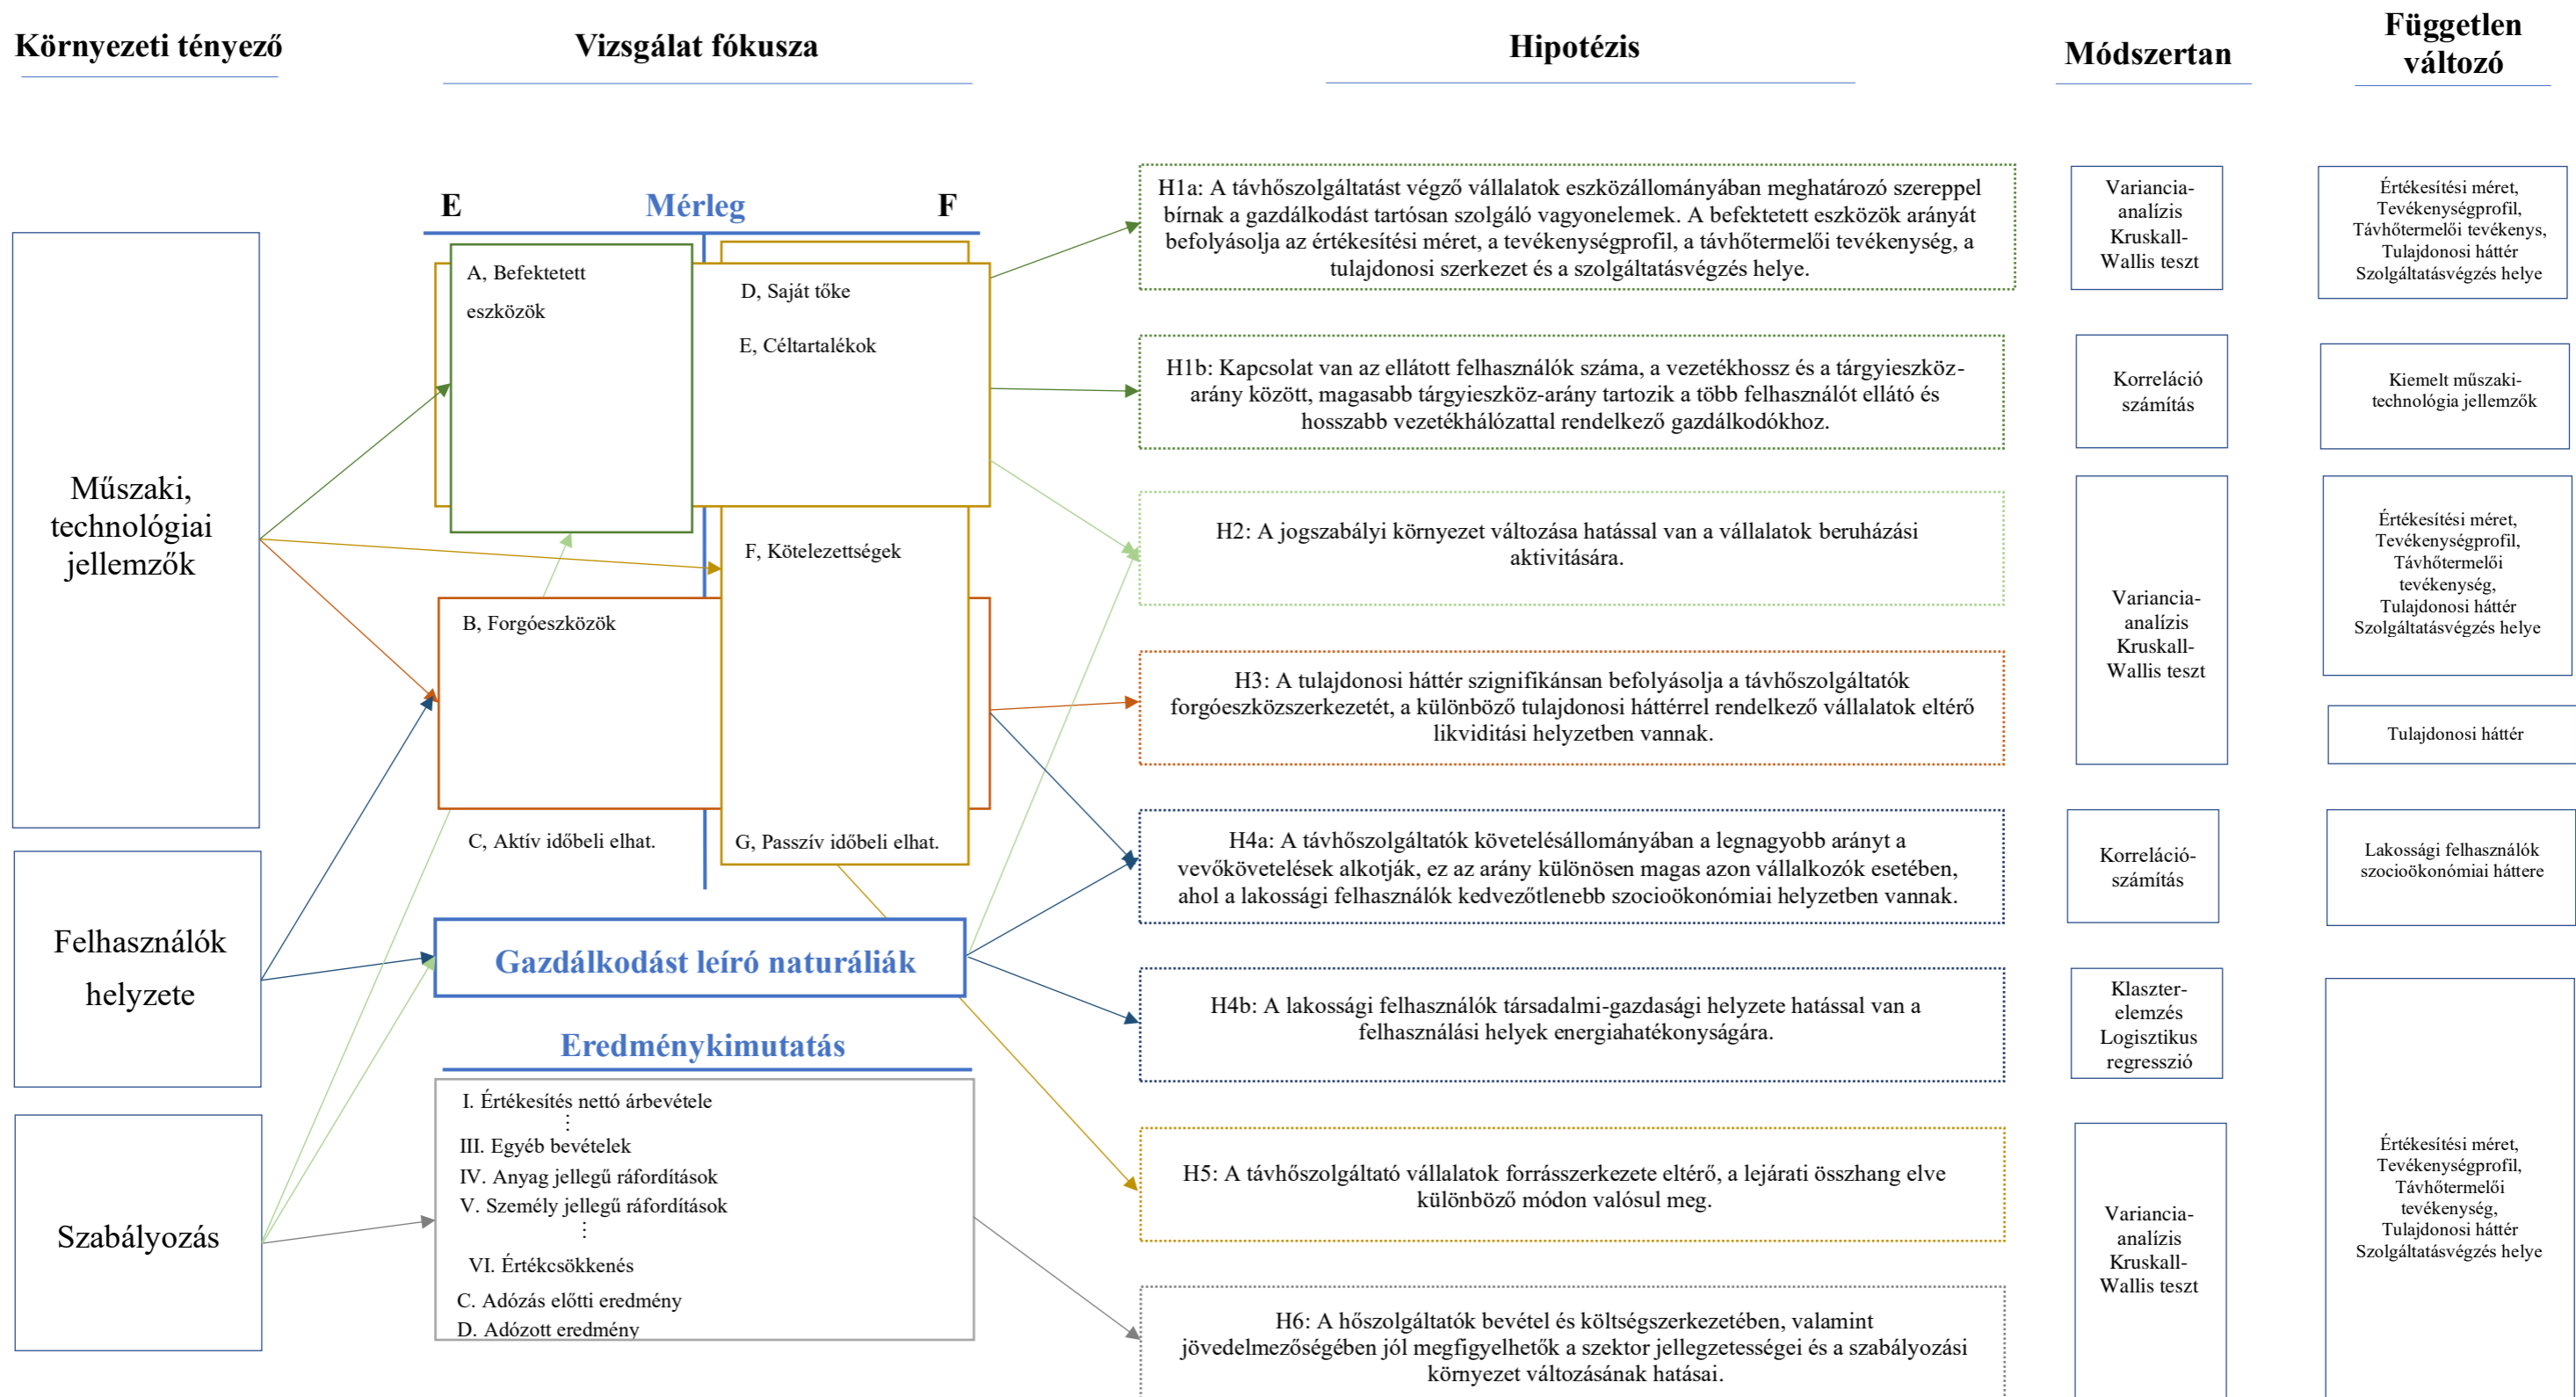 Környezeti tényező
Vizsgálat fókusza
Hipotézis
Módszertan
Független
változó
Műszaki,
technológiai
jellemzők
Felhasználók
helyzete
Szabályozás
E
Mérleg
F
A, Befektetett
eszközök
D, Saját tőke
E, Céltartalékok
F, Kötelezettségek
B, Forgóeszközök
C, Aktív időbeli elhat.
G, Passzív időbeli elhat.
Gazdálkodást leíró naturáliák
Eredménykimutatás
I. Értékesítés nettó árbevétele
⋮
III. Egyéb bevételek
IV. Anyag jellegű ráfordítások
V. Személy jellegű ráfordítások
⋮
VI. Értékcsökkenés
C. Adózás előtti eredmény
D. Adózott eredmény
H1a: A távhőszolgáltatást végző vállalatok eszközállományában meghatározó szereppel
bírnak a gazdálkodást tartósan szolgáló vagyonelemek. A befektetett eszközök arányát
befolyásolja az értékesítési méret, a tevékenységprofil, a távhőtermelői tevékenység, a
tulajdonosi szerkezet és a szolgáltatásvégzés helye.
H1b: Kapcsolat van az ellátott felhasználók száma, a vezetékhossz és a tárgyieszköz-
arány között, magasabb tárgyieszköz-arány tartozik a több felhasználót ellátó és
hosszabb vezetékhálózattal rendelkező gazdálkodókhoz.
H2: A jogszabályi környezet változása hatással van a vállalatok beruházási
aktivitására.
H3: A tulajdonosi háttér szignifikánsan befolyásolja a távhőszolgáltatók
forgóeszközszerkezetét, a különböző tulajdonosi háttérrel rendelkező vállalatok eltérő
likviditási helyzetben vannak.
H4a: A távhőszolgáltatók követelésállományában a legnagyobb arányt a
vevőkövetelések alkotják, ez az arány különösen magas azon vállalkozók esetében,
ahol a lakossági felhasználók kedvezőtlenebb szocioökonómiai helyzetben vannak.
H4b: A lakossági felhasználók társadalmi-gazdasági helyzete hatással van a
felhasználási helyek energiahatékonyságára.
H5: A távhőszolgáltató vállalatok forrásszerkezete eltérő, a lejárati összhang elve
különböző módon valósul meg.
H6: A hőszolgáltatók bevétel és költségszerkezetében, valamint
jövedelmezőségében jól megfigyelhetők a szektor jellegzetességei és a szabályozási
környezet változásának hatásai.
Variancia-
analízis
Kruskall-
Wallis teszt
Korreláció
számítás
Variancia-
analízis
Kruskall-
Wallis teszt
Korreláció-
számítás
Klaszter-
elemzés
Logisztikus
regresszió
Variancia-
analízis
Kruskall-
Wallis teszt
Értékesítési méret,
Tevékenységprofil,
Távhőtermelői tevékenys,
Tulajdonosi háttér
Szolgáltatásvégzés helye
Kiemelt műszaki-
technológia jellemzők
Értékesítési méret,
Tevékenységprofil,
Távhőtermelői
tevékenység,
Tulajdonosi háttér
Szolgáltatásvégzés helye
Tulajdonosi háttér
Lakossági felhasználók
szocioökonómiai háttere
Értékesítési méret,
Tevékenységprofil,
Távhőtermelői
tevékenység,
Tulajdonosi háttér
Szolgáltatásvégzés helye